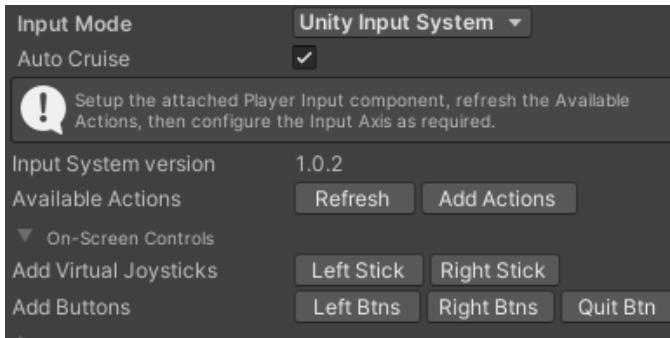 Input Mode Unity Input System
Auto Cruise
Setup the attached Player Input component, refresh the Available
Actions, then configure the Input Axis as required.
Input System version 1.0.2
Available Actions Refresh Add Actions
On-Screen Controls
Add Virtual Joysticks Left Stick Right Stick
Add Buttons Left Btns Right Btns Quit Btn